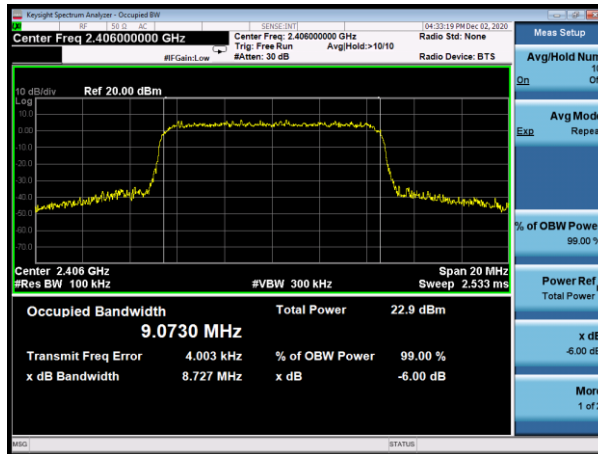 Keysight Spectrum Analyzer - Occupied BW
RF 50 Ω AC SENSE:INT 04:33:19 PM Dec 02, 2020
Center Freq 2.406000000 GHz
Center Freq: 2.406000000 GHz
Radio Std: None
Trig: Free Run Avg|Hold:>10/10
#IFGain:Low #Atten: 30 dB Radio Device: BTS
10 dB/div Ref 20.00 dBm
Log
10.0
0.00
-10.0
-20.0
-30.0
-40.0
-50.0
-60.0
-70.0
Center 2.406 GHz Span 20 MHz
#Res BW 100 kHz #VBW 300 kHz Sweep 2.533 ms
Occupied Bandwidth Total Power 22.9 dBm
9.0730 MHz
Transmit Freq Error 4.003 kHz % of OBW Power 99.00 %
x dB Bandwidth 8.727 MHz x dB -6.00 dB
MSG STATUS
Meas Setup
Avg/Hold Num
10
On Of
Avg Mode
Exp Repea
% of OBW Power
99.00 %
Power Ref
Total Power
x dB
-6.00 dB
More
1 of 2